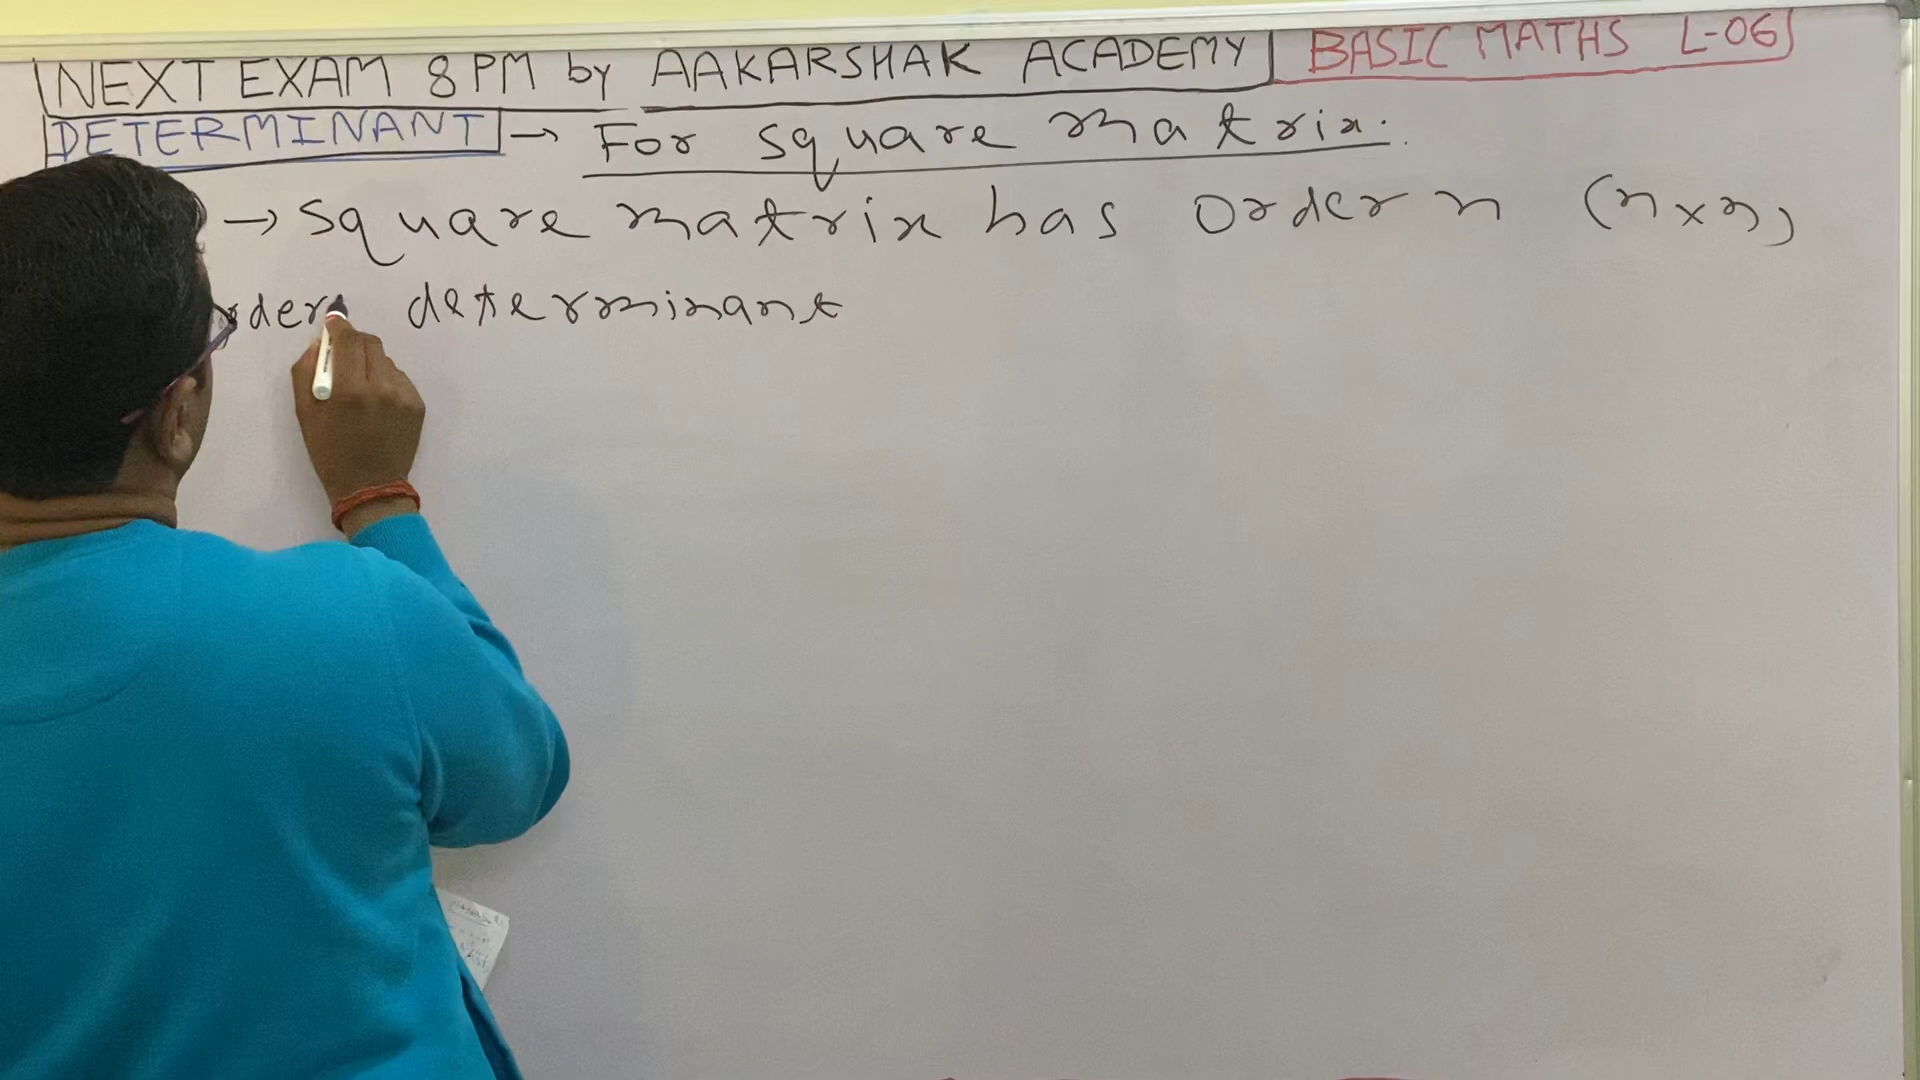 NEXT EXAM 8 PM by AAKARSHAK ACADEMY BASIC MATHS L-06
DETERMINANT → For square matrix.
→ square matrix has order n (n×n)
order determinant